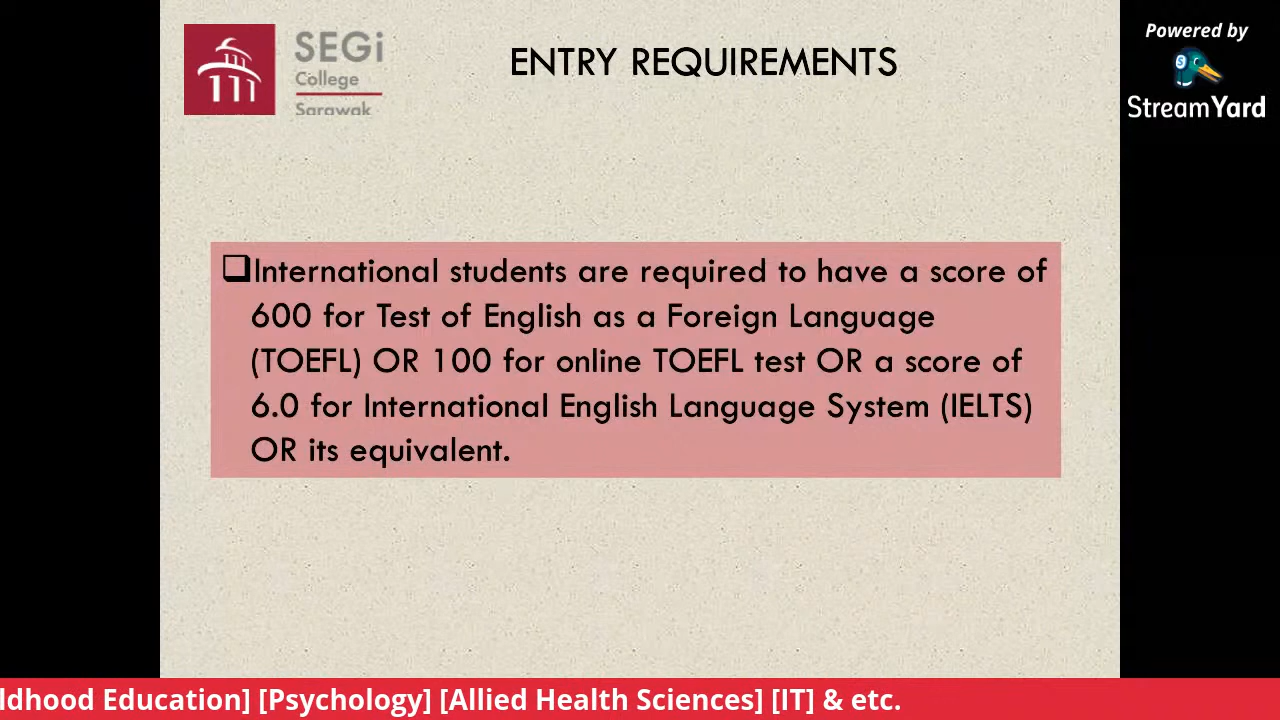 SEGi
College
Sarawak
ENTRY REQUIREMENTS
Powered by
StreamYard
International students are required to have a score of
600 for Test of English as a Foreign Language
(TOEFL) OR 100 for online TOEFL test OR a score of
6.0 for International English Language System (IELTS)
OR its equivalent.
ldhood Education] [Psychology] [Allied Health Sciences] [IT] & etc.